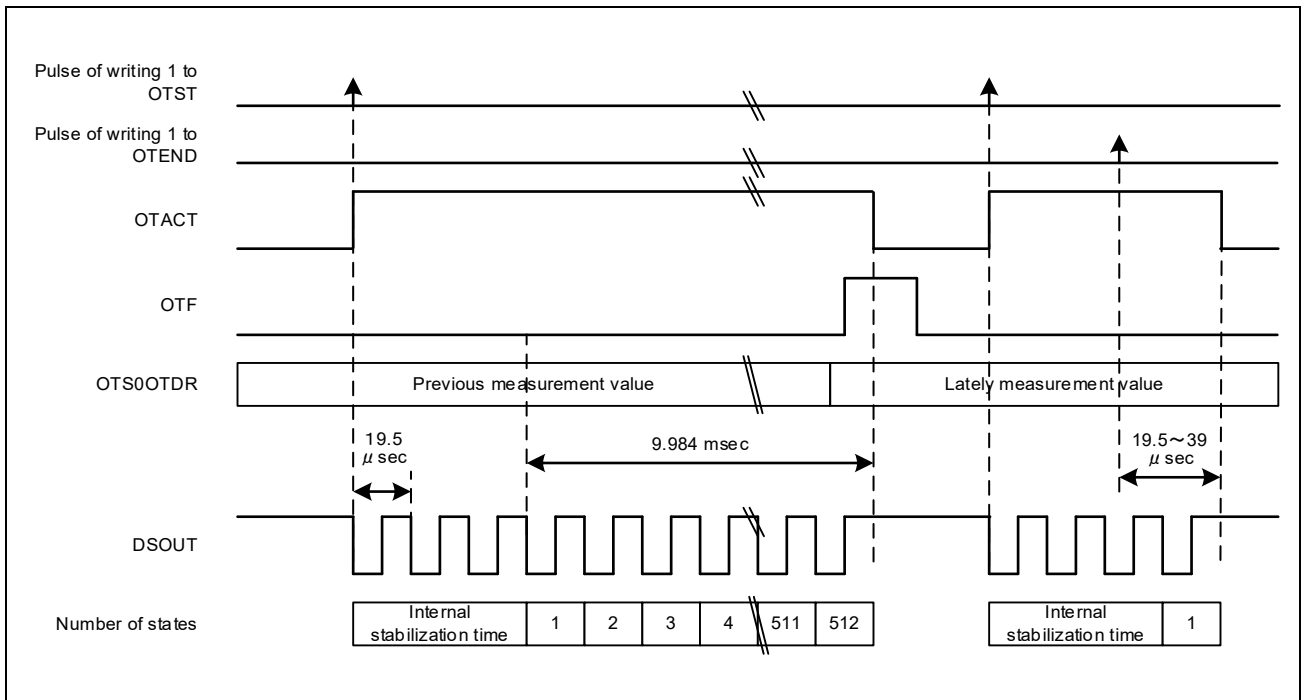 Pulse of writing 1 to
OTST
Pulse of writing 1 to
OTEND
OTACT
OTF
OTS0OTDR
Previous measurement value
Lately measurement value
19.5
μ sec
9.984 msec
19.5～39
μ sec
DSOUT
Number of states
Internal
stabilization time
1
2
3
4
511
512
Internal
stabilization time
1